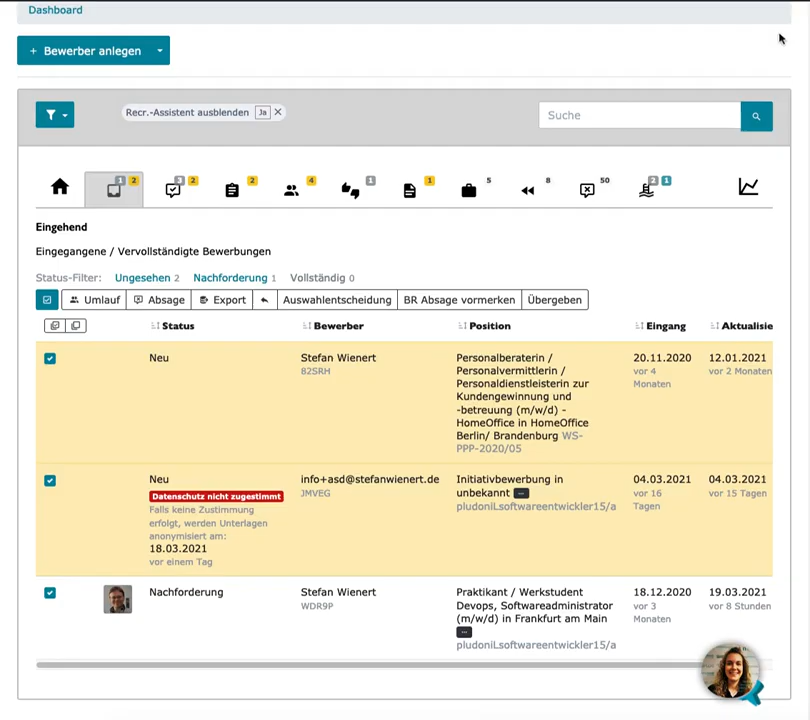 Dashboard
+ Bewerber anlegen
Recr.-Assistent ausblenden Ja ×
Suche
1 2 3 2 2 4 1 1 5 8 50 2 1
Eingehend
Eingegangene / Vervollständigte Bewerbungen
Status-Filter: Ungesehen 2 Nachforderung 1 Vollständig 0
Umlauf Absage Export Auswahlentscheidung BR Absage vormerken Übergeben
Status Bewerber Position Eingang Aktualisie
Neu Stefan Wienert Personalberaterin / 20.11.2020 12.01.2021
82SRH Personalvermittlerin / vor 4 vor 2 Monaten
Personaldienstleisterin zur Monaten
Kundengewinnung und
-betreuung (m/w/d) -
HomeOffice in HomeOffice
Berlin/ Brandenburg WS-
PPP-2020/05
Neu info+asd@stefanwienert.de Initiativbewerbung in 04.03.2021 04.03.2021
Datenschutz nicht zugestimmt JMVEG unbekannt ... vor 16 vor 15 Tagen
Falls keine Zustimmung pludoniLsoftwareentwickler15/a Tagen
erfolgt, werden Unterlagen
anonymisiert am:
18.03.2021
vor einem Tag
Nachforderung Stefan Wienert Praktikant / Werkstudent 18.12.2020 19.03.2021
WDR9P Devops, Softwareadministrator vor 3 vor 8 Stunden
(m/w/d) in Frankfurt am Main Monaten
...
pludoniLsoftwareentwickler15/a